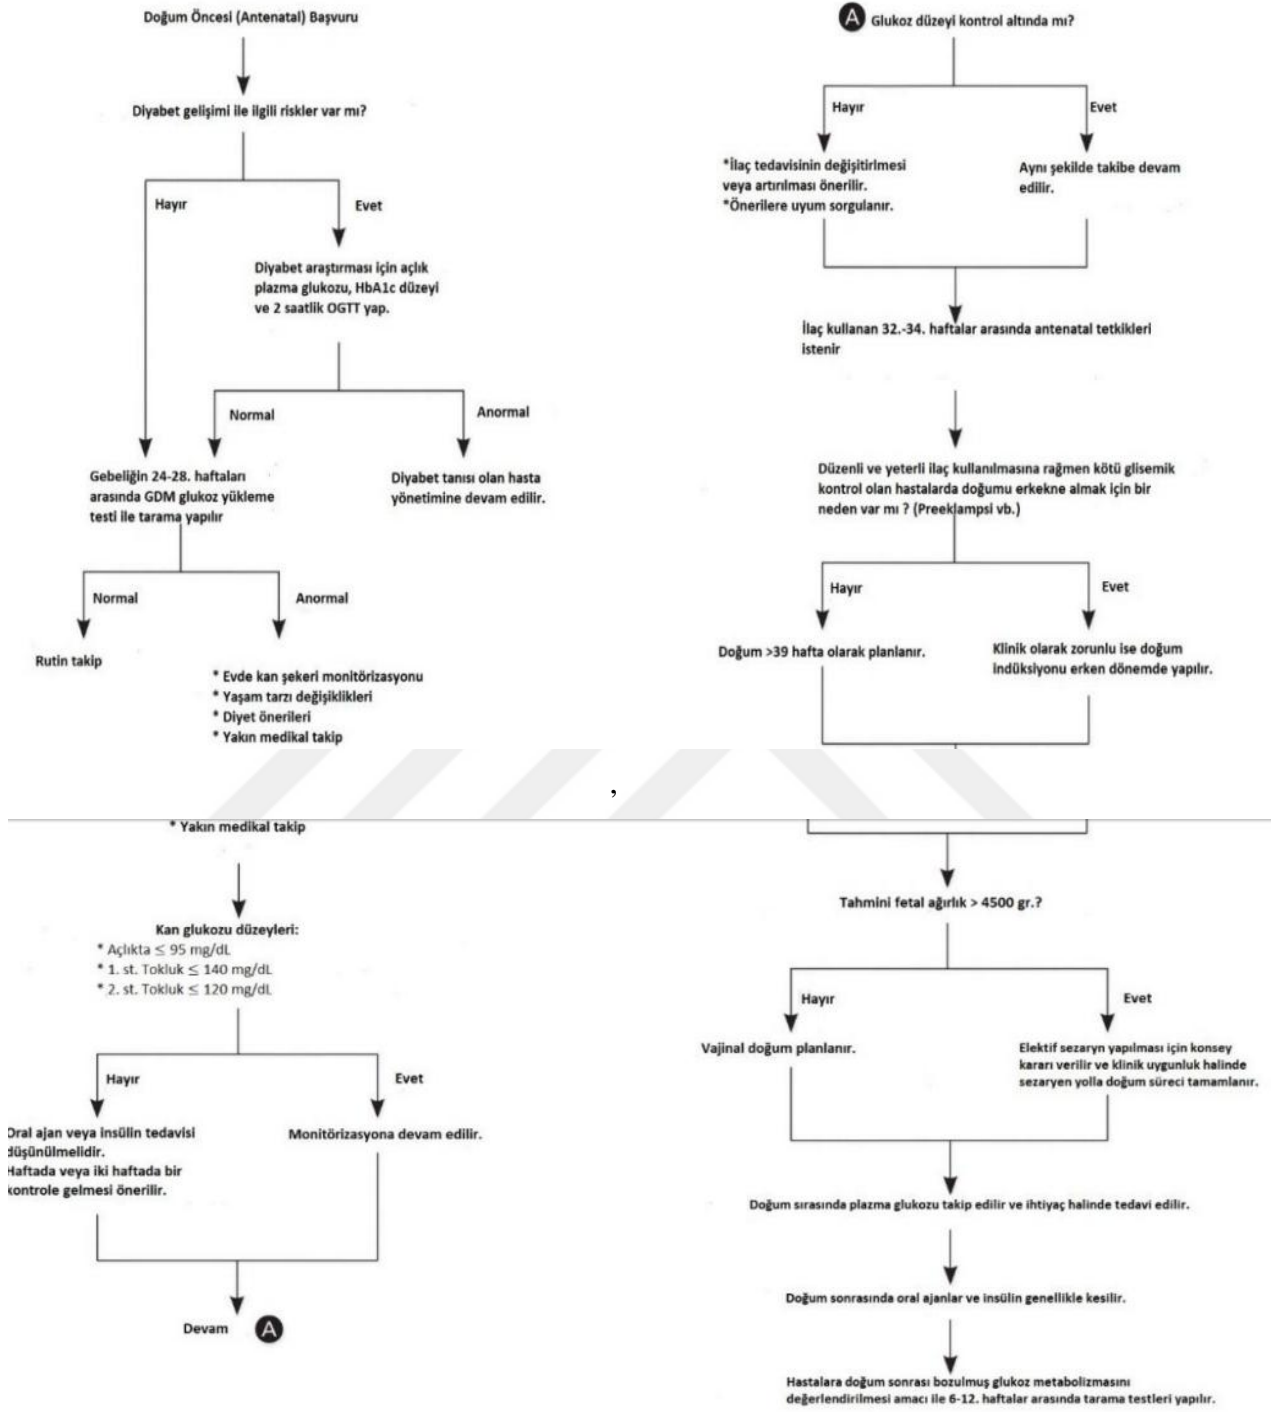 Doğum Öncesi (Antenatal) Başvuru
Diyabet gelişimi ile ilgili riskler var mı?
Hayır
Evet
Diyabet araştırması için açlık
plazma glukozu, HbA1c düzeyi
ve 2 saatlik OGTT yap.
Normal
Anormal
Gebeliğin 24-28. haftaları
arasında GDM glukoz yükleme
testi ile tarama yapılır
Diyabet tanısı olan hasta
yönetimine devam edilir.
Normal
Anormal
Rutin takip
* Evde kan şekeri monitörizasyonu
* Yaşam tarzı değişiklikleri
* Diyet önerileri
* Yakın medikal takip
A Glukoz düzeyi kontrol altında mı?
Hayır
Evet
*İlaç tedavisinin değişitirlmesi
veya artırılması önerilir.
*Önerilere uyum sorgulanır.
Aynı şekilde takibe devam
edilir.
İlaç kullanan 32.-34. haftalar arasında antenatal tetkikleri
istenir
Düzenli ve yeterli ilaç kullanılmasına rağmen kötü glisemik
kontrol olan hastalarda doğumu erkekne almak için bir
neden var mı ? (Preeklampsi vb.)
Hayır
Evet
Doğum >39 hafta olarak planlanır.
Klinik olarak zorunlu ise doğum
indüksiyonu erken dönemde yapılır.
,
* Yakın medikal takip
Kan glukozu düzeyleri:
* Açlıkta ≤ 95 mg/dL
* 1. st. Tokluk ≤ 140 mg/dL
* 2. st. Tokluk ≤ 120 mg/dL
Hayır
Evet
Oral ajan veya insülin tedavisi
düşünülmelidir.
Haftada veya iki haftada bir
kontrole gelmesi önerilir.
Monitörizasyona devam edilir.
Devam A
Tahmini fetal ağırlık > 4500 gr.?
Hayır
Evet
Vajinal doğum planlanır.
Elektif sezaryn yapılması için konsey
kararı verilir ve klinik uygunluk halinde
sezaryen yolla doğum süreci tamamlanır.
Doğum sırasında plazma glukozu takip edilir ve ihtiyaç halinde tedavi edilir.
Doğum sonrasında oral ajanlar ve insülin genellikle kesilir.
Hastalara doğum sonrası bozulmuş glukoz metabolizmasını
değerlendirilmesi amacı ile 6-12. haftalar arasında tarama testleri yapılır.